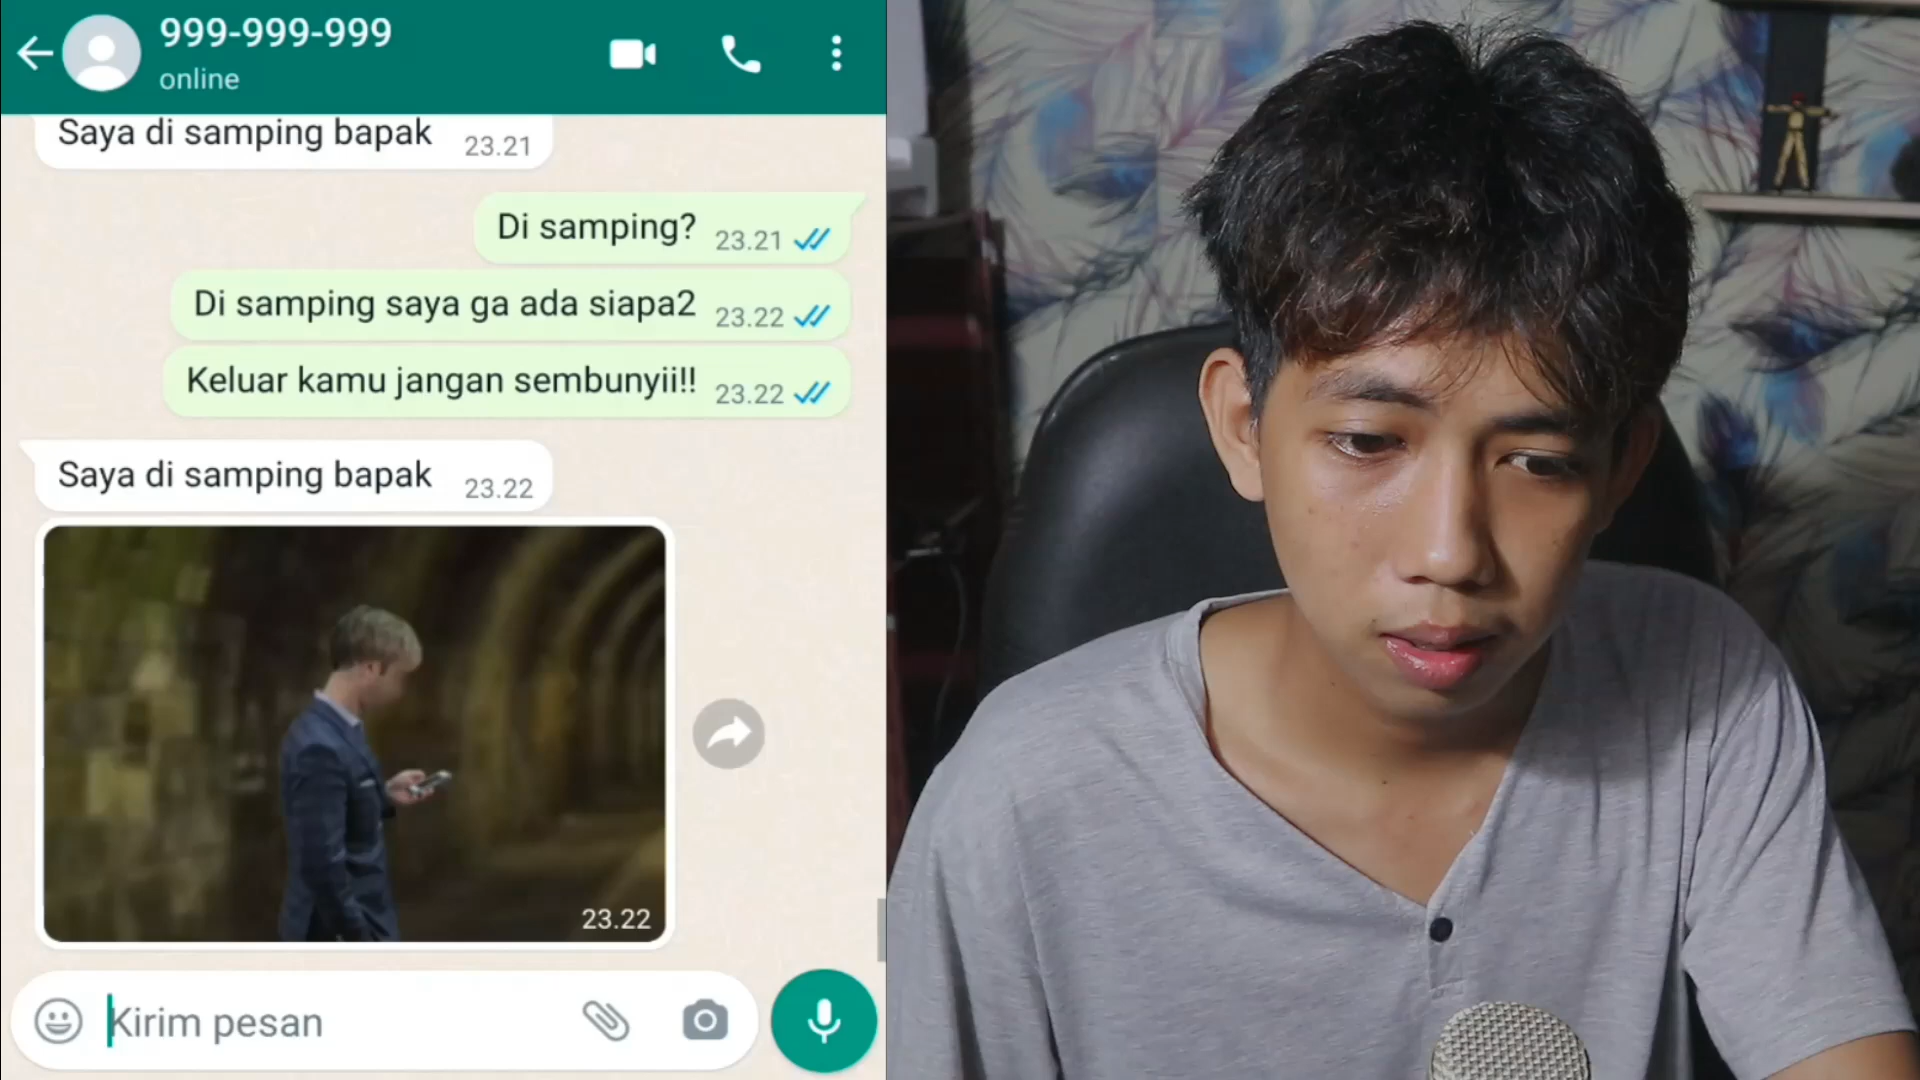 999-999-999
online
Saya di samping bapak 23.21
Di samping? 23.21
Di samping saya ga ada siapa2 23.22
Keluar kamu jangan sembunyii!! 23.22
Saya di samping bapak 23.22
23.22
Kirim pesan